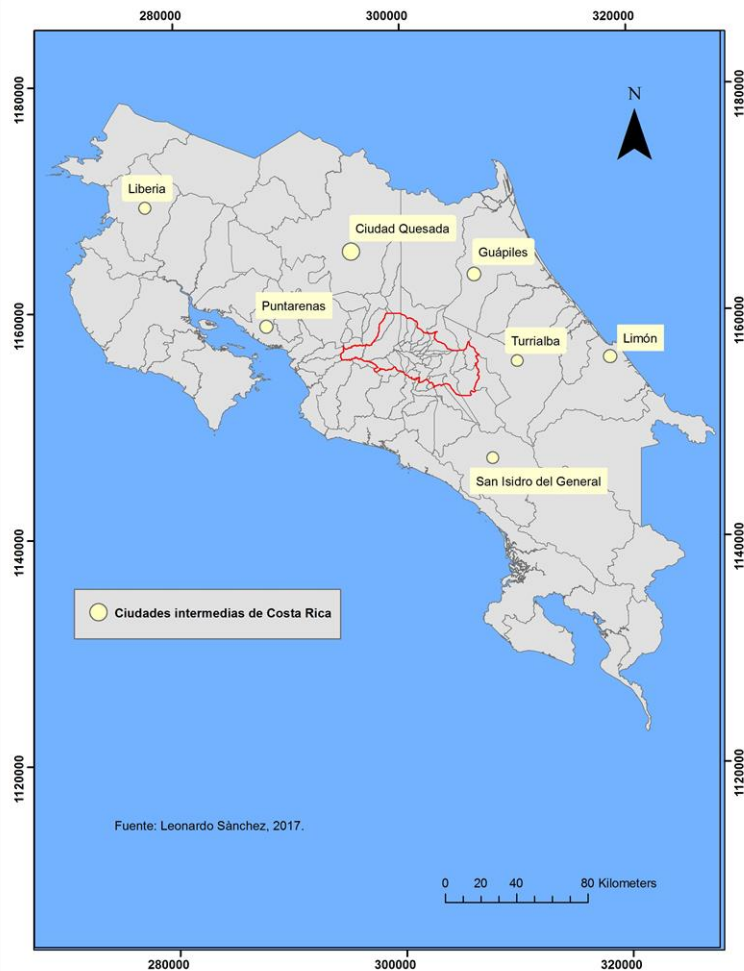 280000
300000
320000
1180000
1180000
N
Liberia
Ciudad Quesada
Guápiles
Puntarenas
1160000
1160000
Turrialba
Limón
San Isidro del General
1140000
1140000
Ciudades intermedias de Costa Rica
1120000
1120000
Fuente: Leonardo Sànchez, 2017.
0 20 40 80 Kilometers
280000
300000
320000